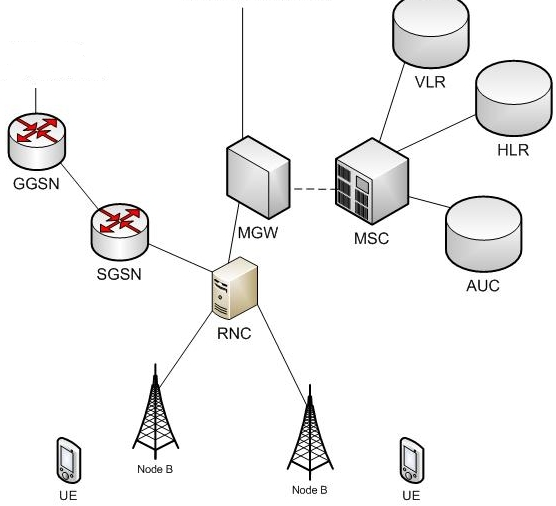 VLR
HLR
GGSN
MGW
MSC
SGSN
AUC
RNC
Node B
Node B
UE
UE